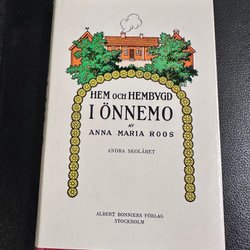 HEM OCH HEMBYGD
I ÖNNEMO
AV
ANNA MARIA ROOS
ANDRA SKOLÅRET
ALBERT BONNIERS FÖRLAG
STOCKHOLM